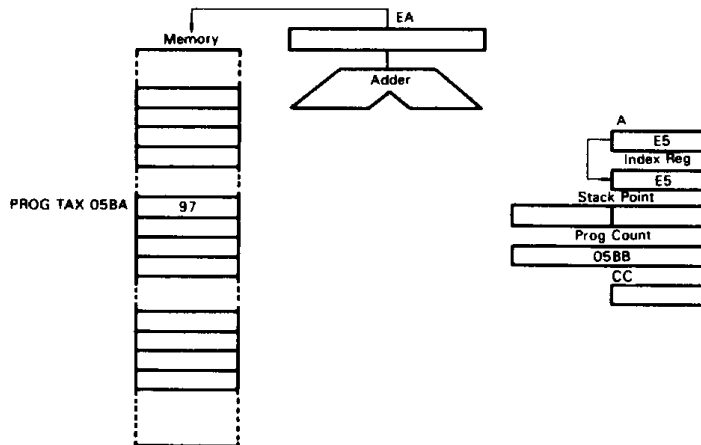 EA
Memory
Adder
A
E5
Index Reg
E5
Stack Point
PROG TAX 05BA 97
Prog Count
05BB
CC